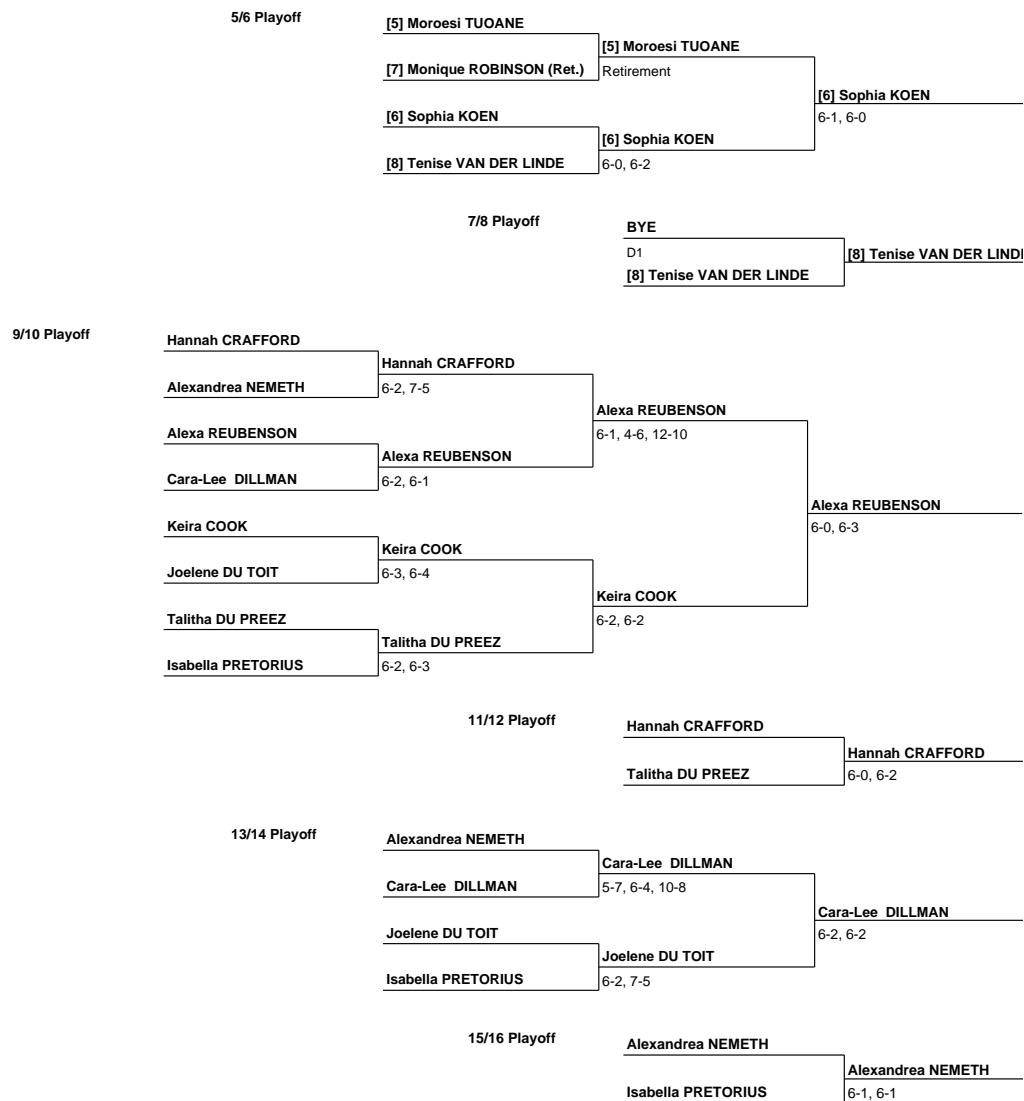 5/6 Playoff
[5] Moroesi TUOANE
[5] Moroesi TUOANE
[7] Monique ROBINSON (Ret.)
Retirement
[6] Sophia KOEN
6-1, 6-0
[6] Sophia KOEN
[6] Sophia KOEN
[8] Tenise VAN DER LINDE
6-0, 6-2
7/8 Playoff
BYE
D1
[8] Tenise VAN DER LINDE
[8] Tenise VAN DER LINDE
9/10 Playoff
Hannah CRAFFORD
Hannah CRAFFORD
Alexandrea NEMETH
6-2, 7-5
Alexa REUBENSON
6-1, 4-6, 12-10
Alexa REUBENSON
Alexa REUBENSON
Cara-Lee DILLMAN
6-2, 6-1
Alexa REUBENSON
6-0, 6-3
Keira COOK
Keira COOK
Joelene DU TOIT
6-3, 6-4
Keira COOK
6-2, 6-2
Talitha DU PREEZ
Talitha DU PREEZ
Isabella PRETORIUS
6-2, 6-3
11/12 Playoff
Hannah CRAFFORD
Hannah CRAFFORD
Talitha DU PREEZ
6-0, 6-2
13/14 Playoff
Alexandrea NEMETH
Cara-Lee DILLMAN
Cara-Lee DILLMAN
5-7, 6-4, 10-8
Cara-Lee DILLMAN
6-2, 6-2
Joelene DU TOIT
Joelene DU TOIT
Isabella PRETORIUS
6-2, 7-5
15/16 Playoff
Alexandrea NEMETH
Alexandrea NEMETH
Isabella PRETORIUS
6-1, 6-1